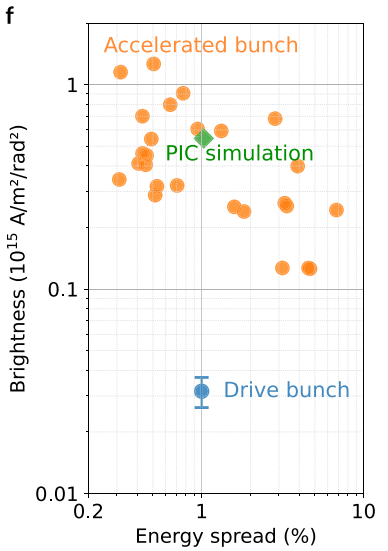 f
Accelerated bunch
PIC simulation
Drive bunch
Brightness (10¹⁵ A/m²/rad²)
1
0.1
0.01
0.2
1
10
Energy spread (%)